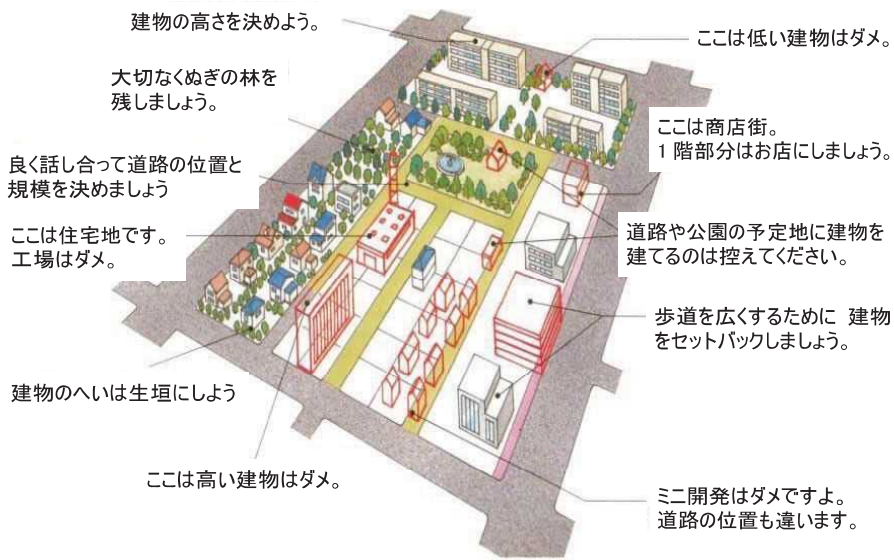 建物の高さを決めよう。
ここは低い建物はダメ。
大切なくぬぎの林を
残しましょう。
ここは商店街。
1階部分はお店にしましょう。
良く話し合って道路の位置と
規模を決めましょう
ここは住宅地です。
工場はダメ。
道路や公園の予定地に建物を
建てるのは控えてください。
歩道を広くするために 建物
をセットバックしましょう。
建物のへいは生垣にしよう
ここは高い建物はダメ。
ミニ開発はダメですよ。
道路の位置も違います。